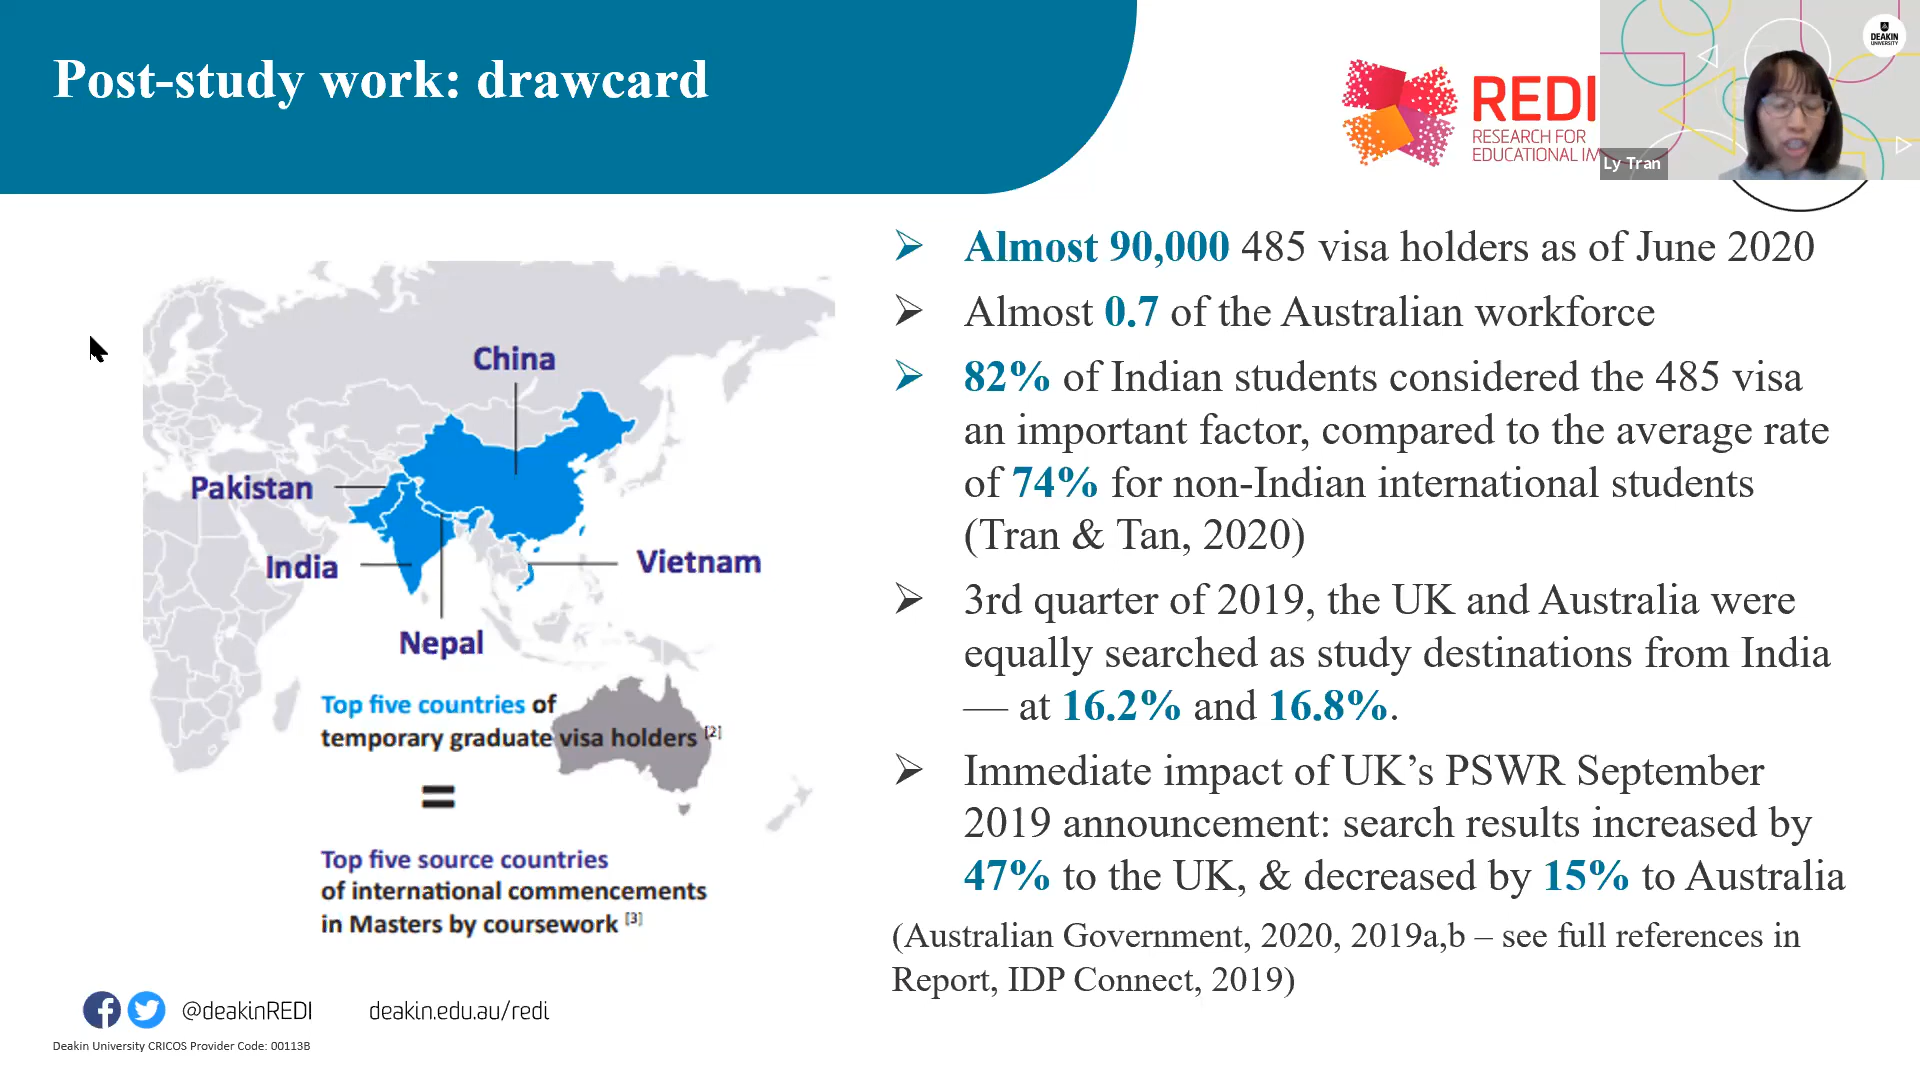 Post-study work: drawcard
REDI
RESEARCH FOR
EDUCATIONAL IM
DEAKIN
UNIVERSITY
Ly Tran
China
Pakistan
India
Vietnam
Nepal
Top five countries of
temporary graduate visa holders [2]
=
Top five source countries
of international commencements
in Masters by coursework [3]
➢ Almost 90,000 485 visa holders as of June 2020
➢ Almost 0.7 of the Australian workforce
➢ 82% of Indian students considered the 485 visa
an important factor, compared to the average rate
of 74% for non-Indian international students
(Tran & Tan, 2020)
➢ 3rd quarter of 2019, the UK and Australia were
equally searched as study destinations from India
— at 16.2% and 16.8%.
➢ Immediate impact of UK’s PSWR September
2019 announcement: search results increased by
47% to the UK, & decreased by 15% to Australia
(Australian Government, 2020, 2019a,b – see full references in
Report, IDP Connect, 2019)
@deakinREDI deakin.edu.au/redi
Deakin University CRICOS Provider Code: 00113B